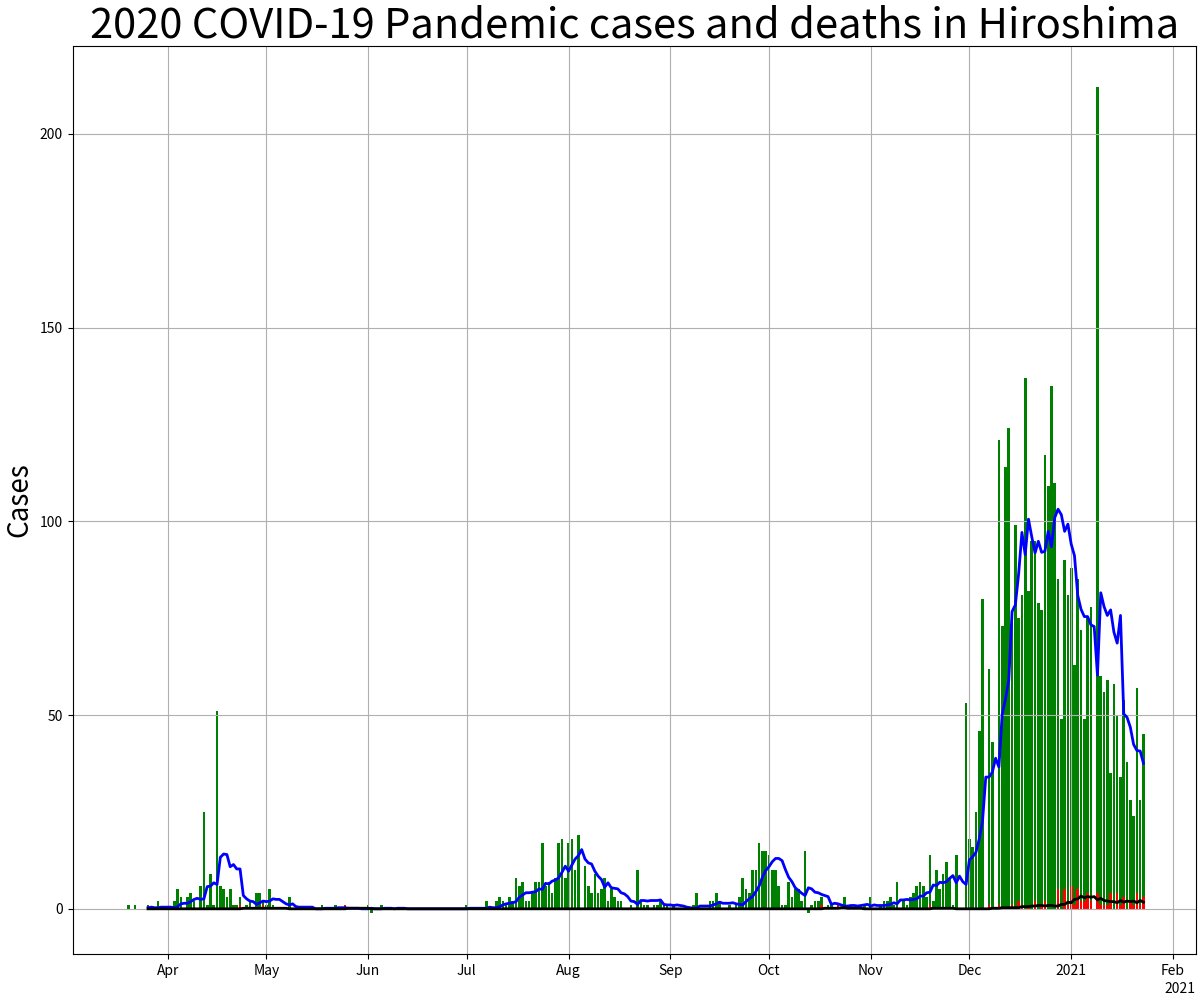 2020 COVID-19 Pandemic cases and deaths in Hiroshima
Cases
200
150
100
50
0
Apr May Jun Jul Aug Sep Oct Nov Dec 2021 Feb
2021